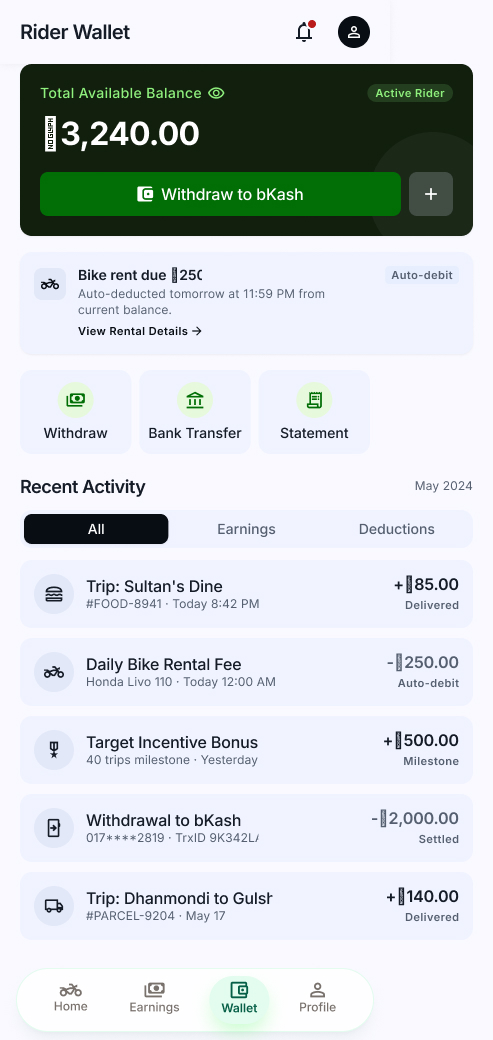 Rider Wallet
Total Available Balance
Active Rider
3,240.00
Withdraw to bKash
+
Bike rent due 250
Auto-debit
Auto-deducted tomorrow at 11:59 PM from
current balance.
View Rental Details →
Withdraw
Bank Transfer
Statement
Recent Activity
May 2024
All
Earnings
Deductions
Trip: Sultan's Dine
+85.00
#FOOD-8941 · Today 8:42 PM
Delivered
Daily Bike Rental Fee
-250.00
Honda Livo 110 · Today 12:00 AM
Auto-debit
Target Incentive Bonus
+500.00
40 trips milestone · Yesterday
Milestone
Withdrawal to bKash
-2,000.00
017****2819 · TrxID 9K342L
Settled
Trip: Dhanmondi to Guls
+140.00
#PARCEL-9204 · May 17
Delivered
Home
Earnings
Wallet
Profile